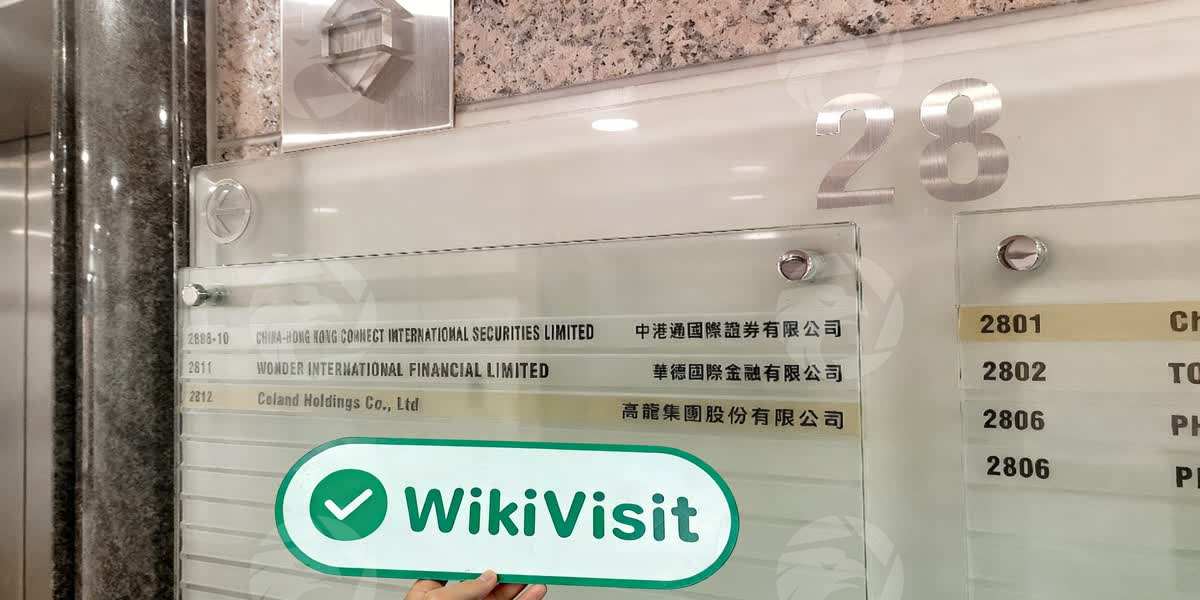 28
2808-10 CHINA-HONG KONG CONNECT INTERNATIONAL SECURITIES LIMITED 中港通國際證券有限公司
2811 WONDER INTERNATIONAL FINANCIAL LIMITED 華德國際金融有限公司
2812 Coland Holdings Co., Ltd 高龍集團股份有限公司
2801
2802
2806
2806
WikiVisit